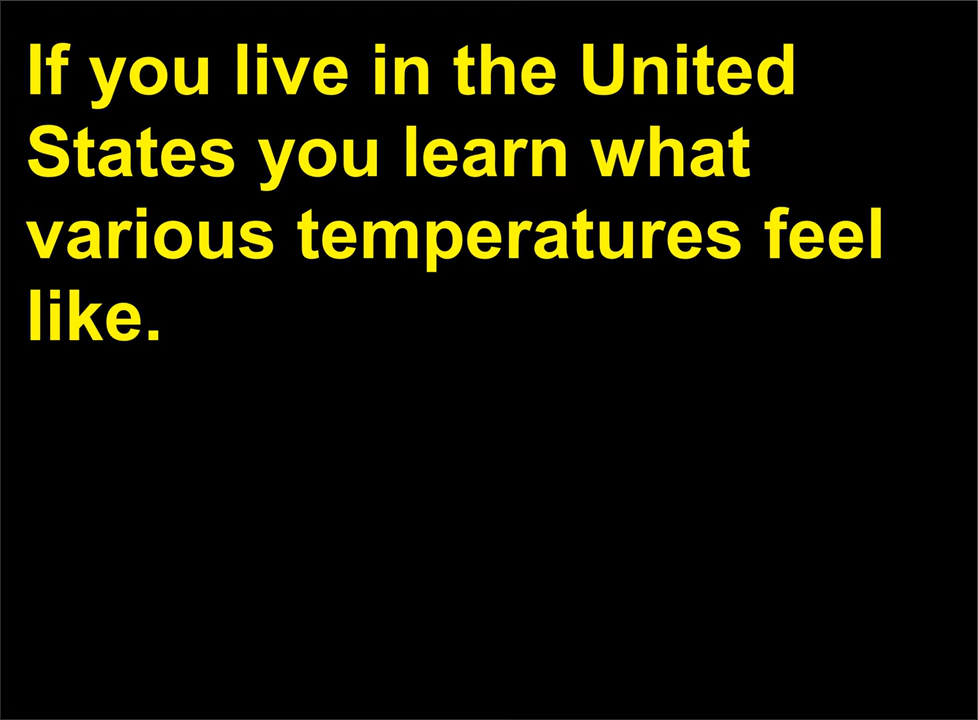 If you live in the United
States you learn what
various temperatures feel
like.